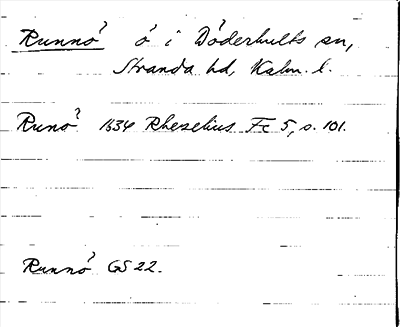 Runnö ö i Döderhults sn,
Stranda hd, Kalm. l.
Runö 1634 Rhezelius Fc 5, s. 101.
Runnö GS 22.